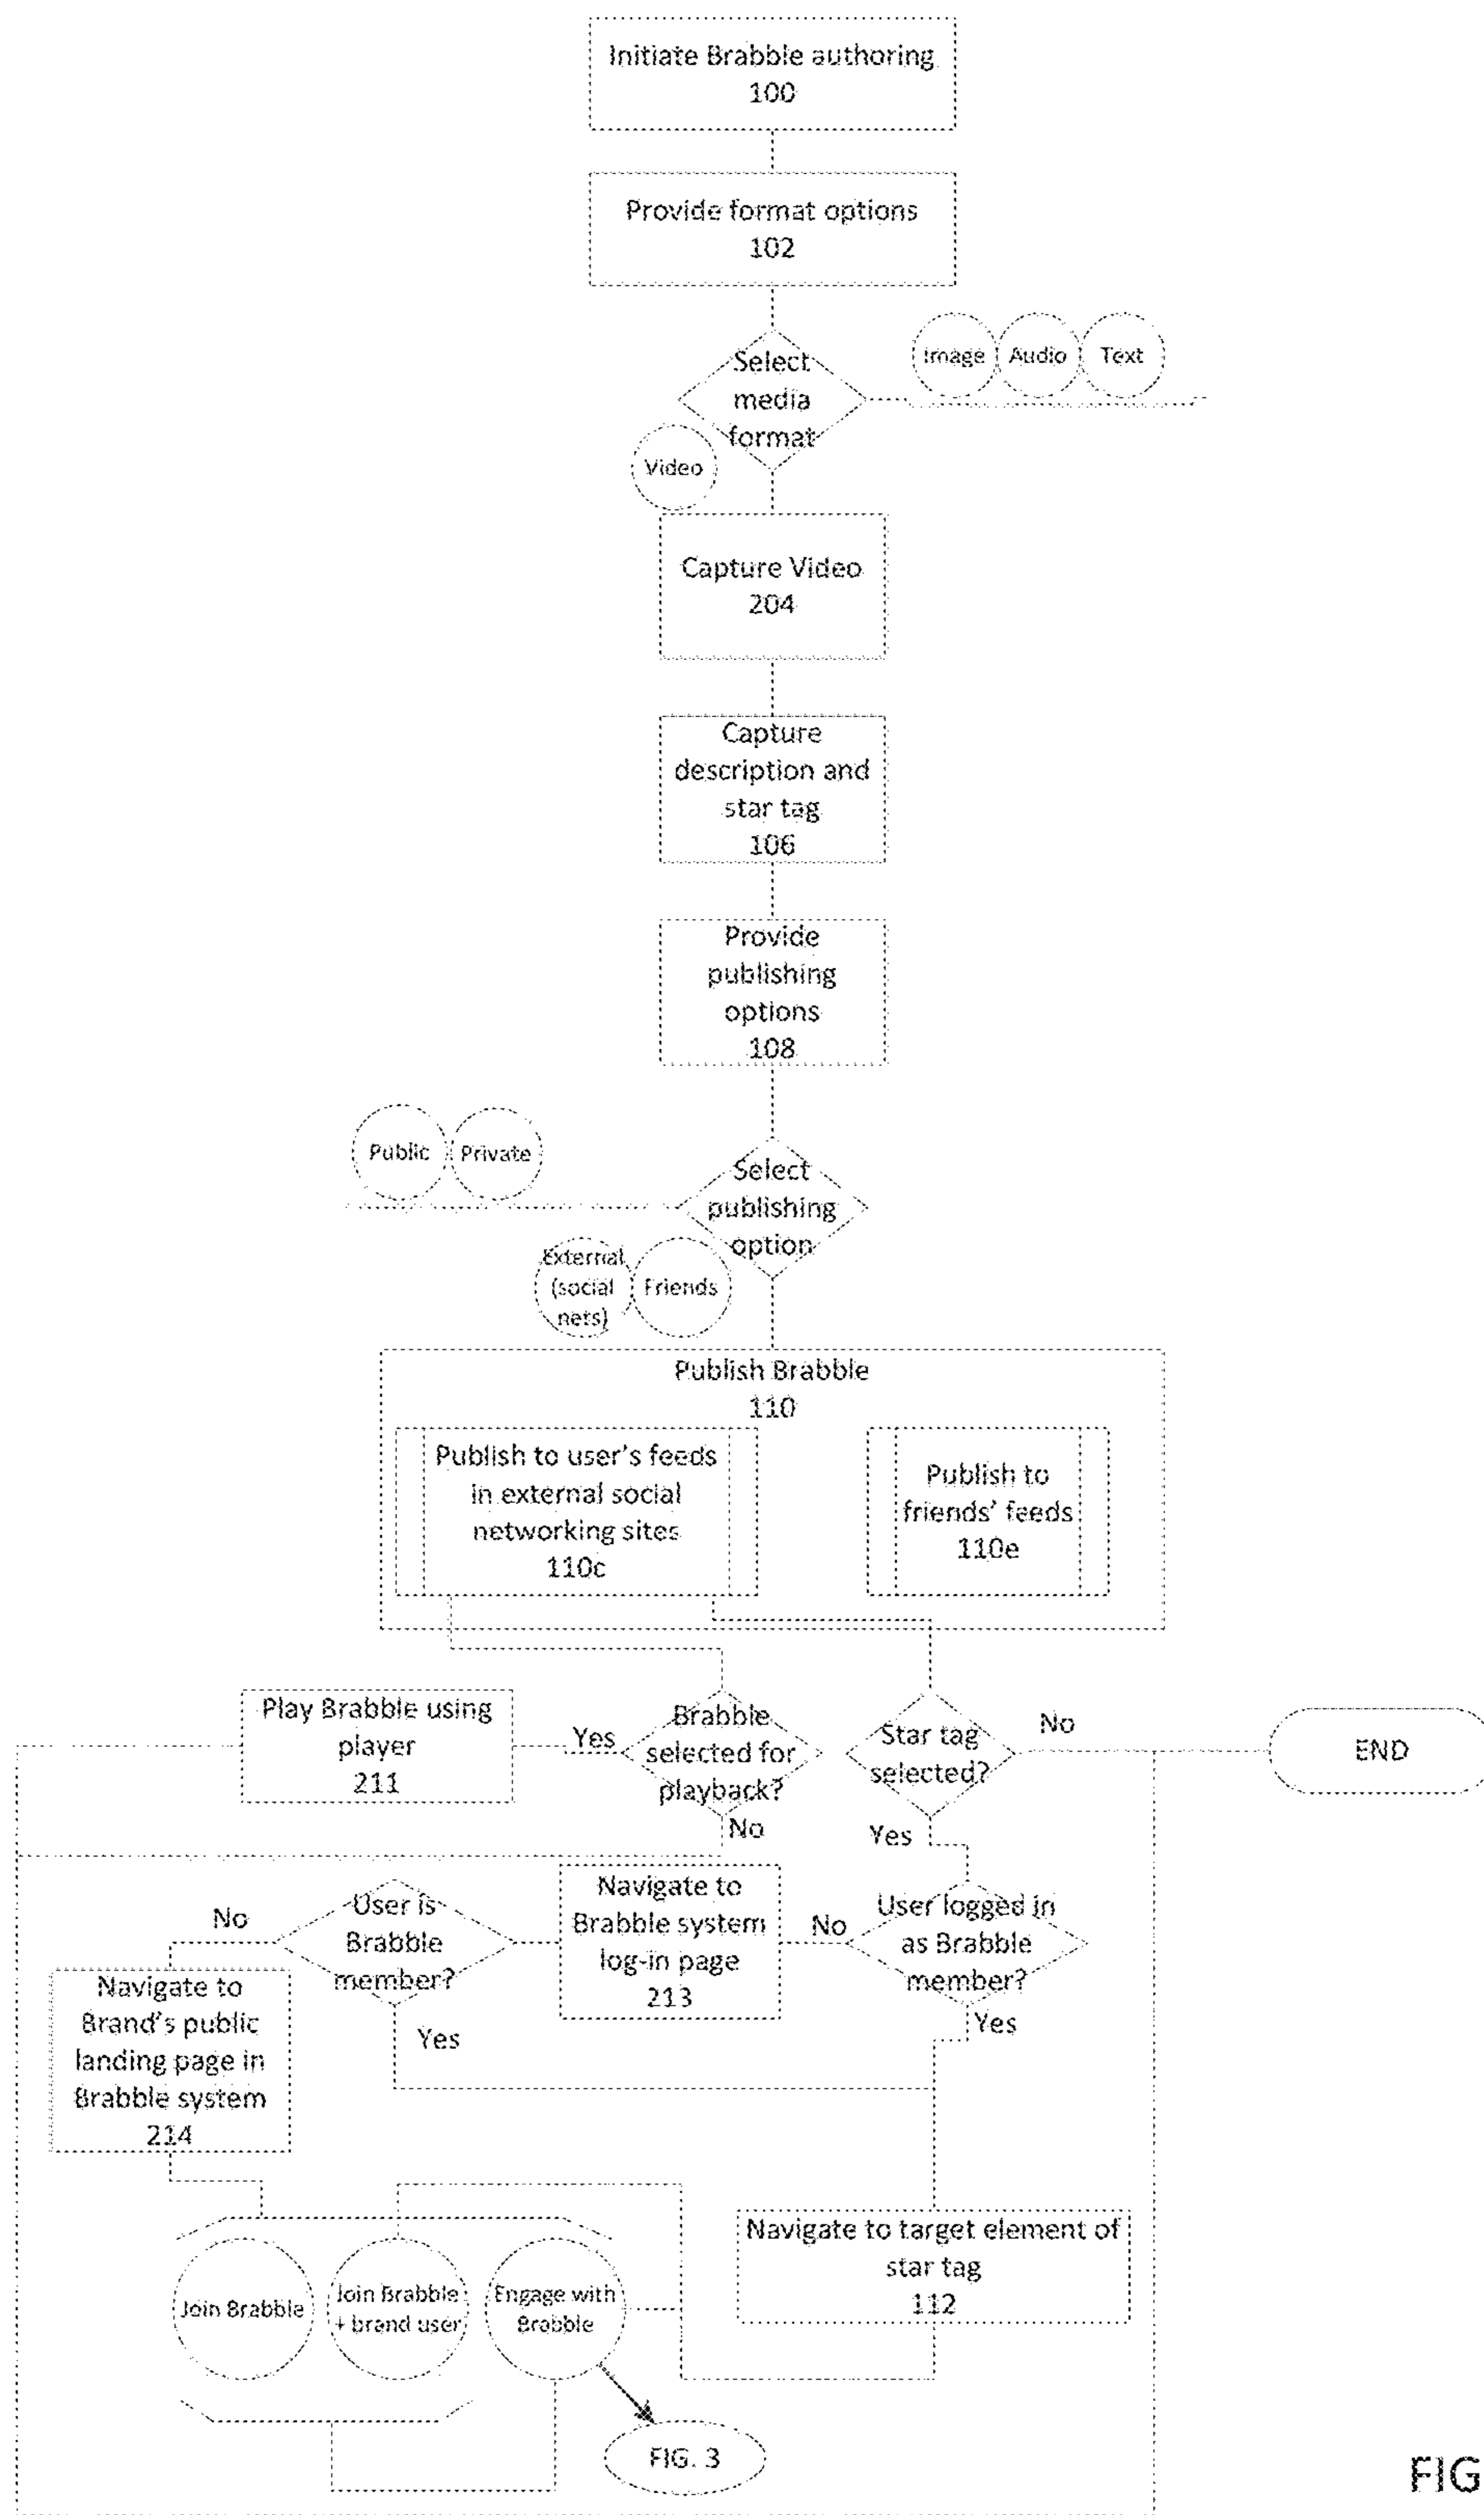 Initiate Brabble authoring
100
Provide format options
102
Select
media
format
Image
Audio
Text
Video
Capture Video
204
Capture
description and
star tag
106
Provide
publishing
options
108
Public
Private
Select
publishing
option
External
(social
nets)
Friends
Publish Brabble
110
Publish to user's feeds
in external social
networking sites
110c
Publish to
friends' feeds
110e
Play Brabble using
player
211
Yes
Brabble
selected for
playback?
No
Star tag
selected?
No
Yes
END
No
User is
Brabble
member?
Yes
Navigate to
Brabble system
log-in page
213
No
User logged in
as Brabble
member?
Yes
Navigate to
Brand's public
landing page in
Brabble system
214
Join Brabble
Join Brabble
+ brand user
Engage with
Brabble
Navigate to target element of
star tag
112
FIG. 3
FIG